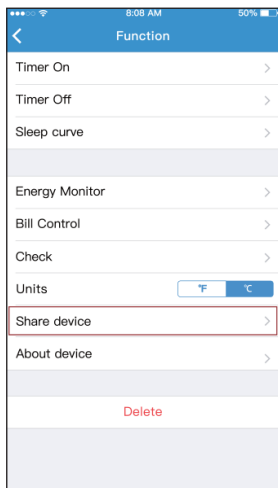 8:08 AM
50%
Function
Timer On
Timer Off
Sleep curve
Energy Monitor
Bill Control
Check
Units
°F
°C
Share device
About device
Delete